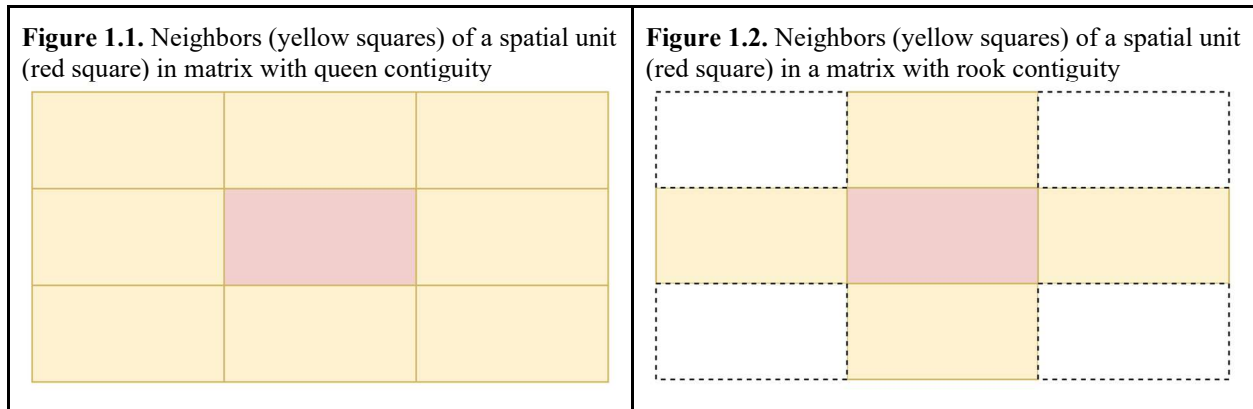 Figure 1.1. Neighbors (yellow squares) of a spatial unit
(red square) in matrix with queen contiguity
Figure 1.2. Neighbors (yellow squares) of a spatial unit
(red square) in a matrix with rook contiguity